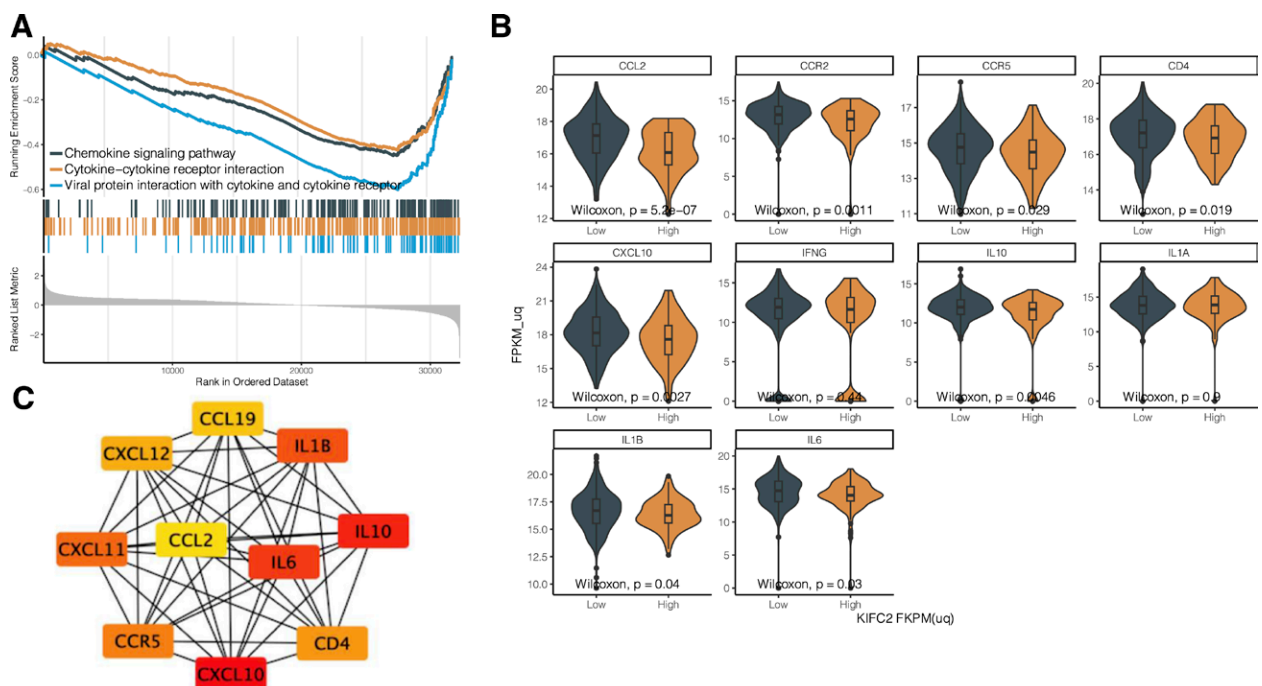 A
0.0
-0.2
-0.4
-0.6
Running Enrichment Score
Chemokine signaling pathway
Cytokine-cytokine receptor interaction
Viral protein interaction with cytokine and cytokine receptor
2
0
-2
Ranked List Metric
10000
20000
30000
Rank in Ordered Dataset
B
CCL2
CCR2
CCR5
CD4
20
18
16
14
12
15
10
5
0
17
15
13
11
20
18
16
14
Wilcoxon, p = 5.2e-07
Wilcoxon, p = 0.0011
Wilcoxon, p = 0.029
Wilcoxon, p = 0.019
Low
High
Low
High
Low
High
Low
High
CXCL10
IFNG
IL10
IL1A
24
21
18
15
12
15
10
5
0
15
10
5
0
15
10
5
0
Wilcoxon, p = 0.0027
Wilcoxon, p = 0.44
Wilcoxon, p = 0.0046
Wilcoxon, p = 0.9
Low
High
Low
High
Low
High
Low
High
FPKM_uq
IL1B
IL6
20.0
17.5
15.0
12.5
10.0
20
15
10
5
0
Wilcoxon, p = 0.04
Wilcoxon, p = 0.03
Low
High
Low
High
KIFC2 FKPM(uq)
C
CCL19
CXCL12
IL1B
CXCL11
CCL2
IL10
IL6
CCR5
CD4
CXCL10